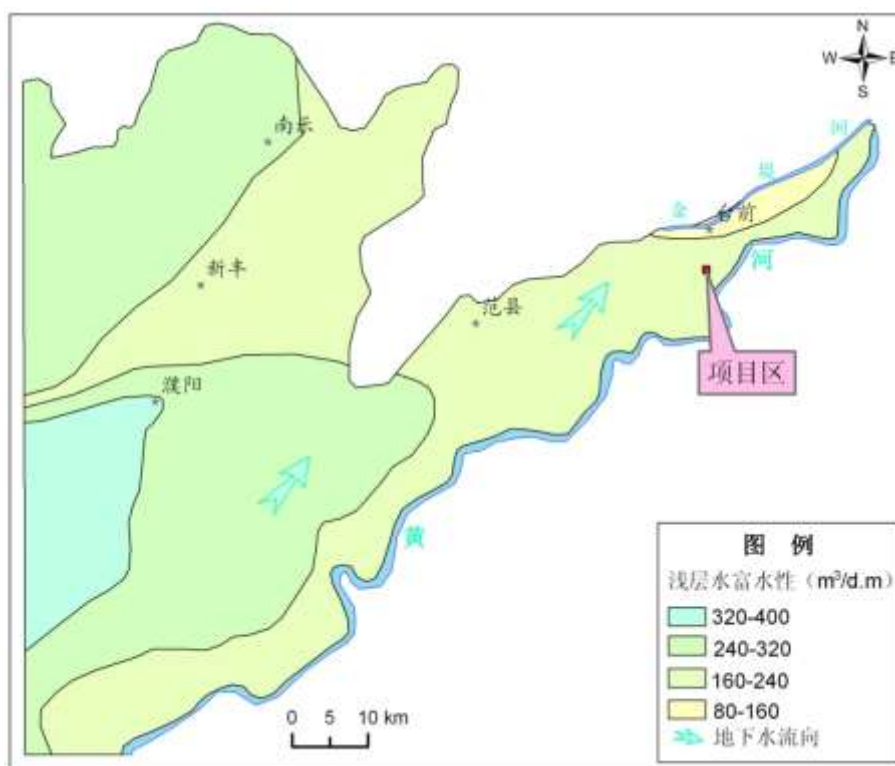 N
W E
S
南乐
河
堤
金
台前
新丰
河
范县
项目区
濮阳
黄
图 例
浅层水富水性（m³/d.m）
320-400
240-320
160-240
80-160
地下水流向
0 5 10 km